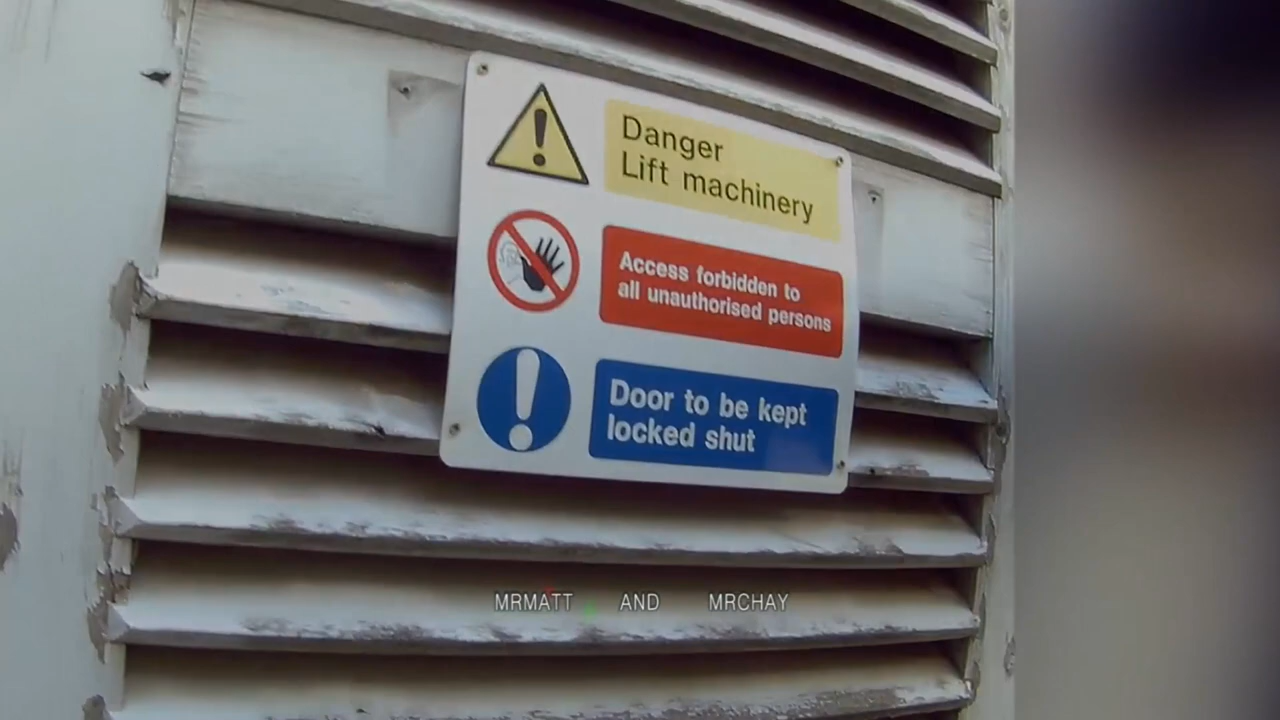 Danger
Lift machinery
Access forbidden to
all unauthorised persons
Door to be kept
locked shut
MRMATT AND MRCHAY